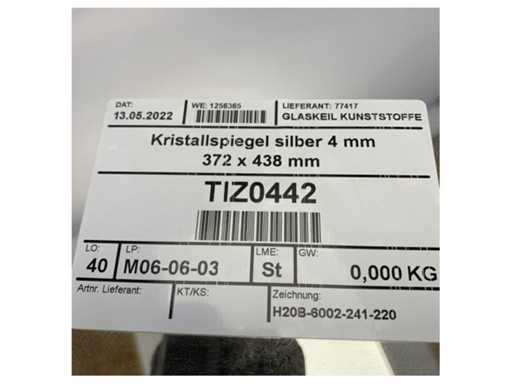 DAT: WE: 1256365 LIEFERANT: 77417
13.05.2022 GLASKEIL KUNSTSTOFFE
Kristallspiegel silber 4 mm
372 x 438 mm
TIZ0442
LO: LP: LME: GW:
40 M06-06-03 St 0,000 KG
Artnr. Lieferant: KT/KS: Zeichnung:
H20B-6002-241-220